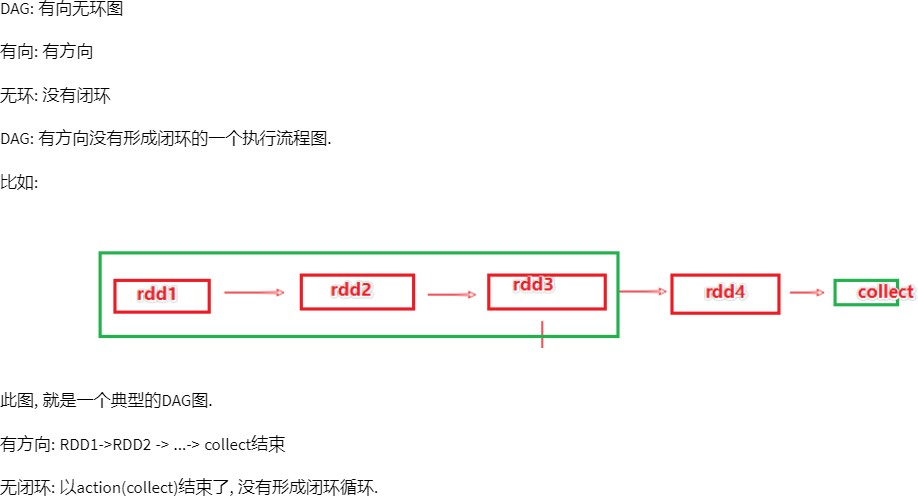 DAG: 有向无环图
有向: 有方向
无环: 没有闭环
DAG: 有方向没有形成闭环的一个执行流程图.
比如:
rdd1 rdd2 rdd3 rdd4 collect
此图, 就是一个典型的DAG图.
有方向: RDD1->RDD2 -> ...-> collect结束
无闭环: 以action(collect)结束了, 没有形成闭环循环.